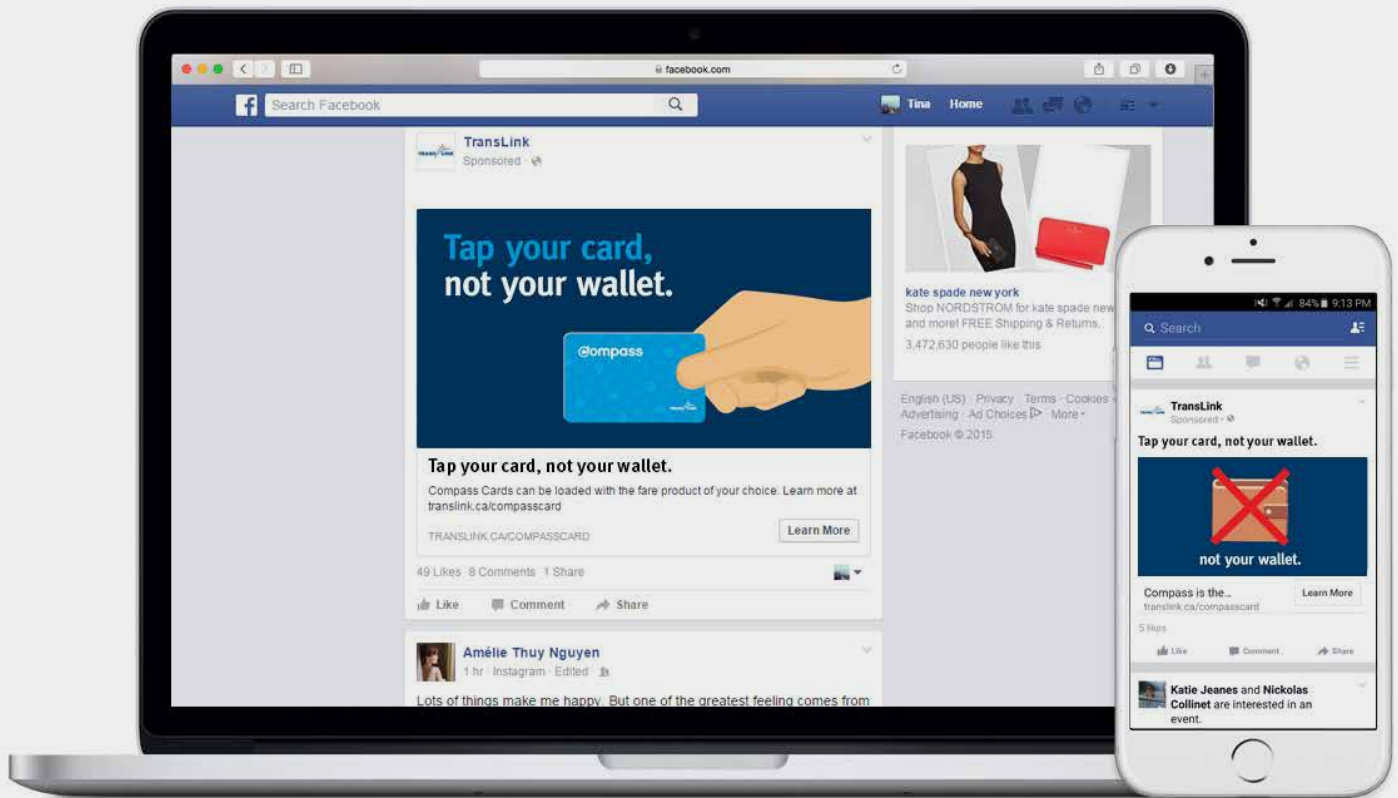 facebook.com
Search Facebook
Tina Home
TransLink
Sponsored
Tap your card,
not your wallet.
Compass
Tap your card, not your wallet.
Compass Cards can be loaded with the fare product of your choice. Learn more at
translink.ca/compasscard
TRANSLINK.CA/COMPASSCARD
Learn More
49 Likes 8 Comments 1 Share
Like Comment Share
Amélie Thuy Nguyen
1 hr · Instagram · Edited
Lots of things make me happy. But one of the greatest feeling comes from
kate spade new york
Shop NORDSTROM for kate spade new
and more! FREE Shipping & Returns.
3,472,630 people like this
English (US) · Privacy · Terms · Cookies
Advertising · Ad Choices · More
Facebook © 2015
84% 9:13 PM
Search
TransLink
Sponsored
Tap your card, not your wallet.
not your wallet.
Compass is the...
translink.ca/compasscard
Learn More
5 likes
Like Comment Share
Katie Jeanes and Nickolas
Collinet are interested in an
event.